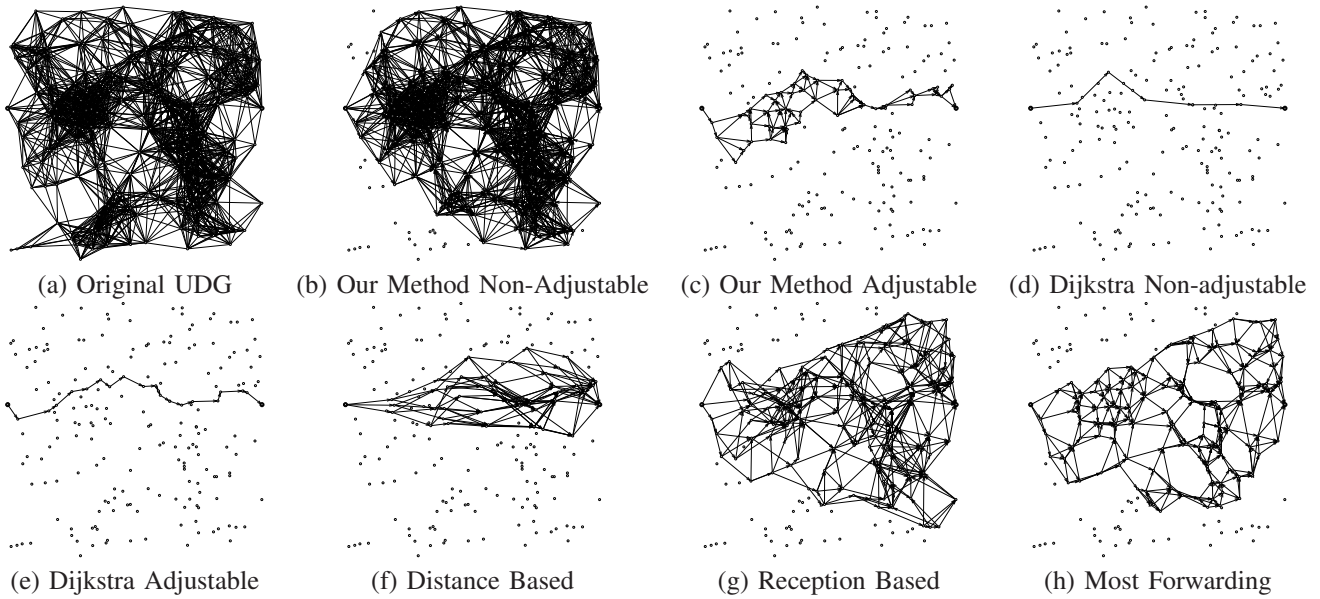 (a) Original UDG
(b) Our Method Non-Adjustable
(c) Our Method Adjustable
(d) Dijkstra Non-adjustable
(e) Dijkstra Adjustable
(f) Distance Based
(g) Reception Based
(h) Most Forwarding